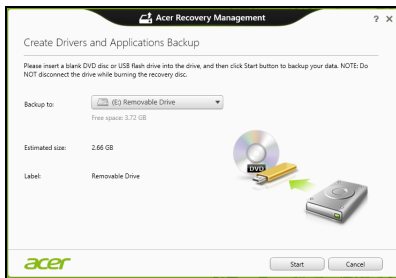 Acer Recovery Management
? ×
Create Drivers and Applications Backup
Please insert a blank DVD disc or USB flash drive into the drive, and then click Start button to backup your data. NOTE: Do
NOT disconnect the drive while burning the recovery disc.
Backup to: (E:) Removable Drive
Free space: 3.72 GB
Estimated size: 2.66 GB
DVD
Label: Removable Drive
acer Start Cancel